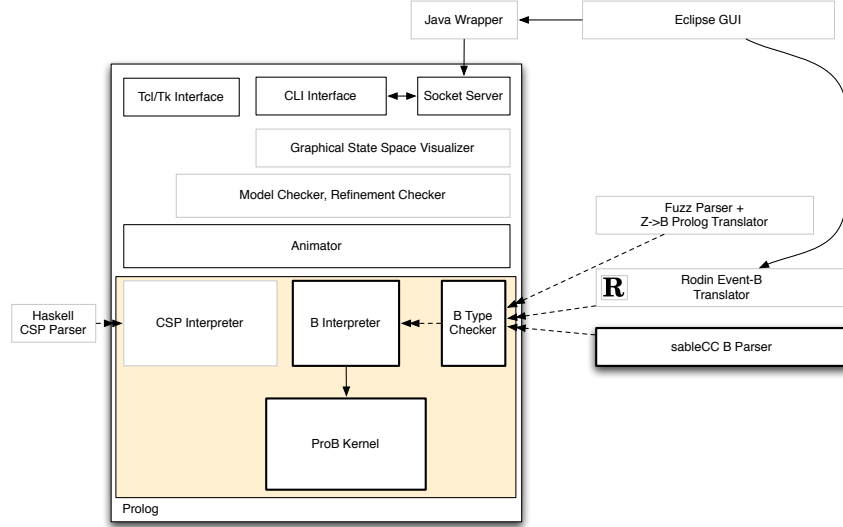 Java Wrapper
Eclipse GUI
Tcl/Tk Interface
CLI Interface
Socket Server
Graphical State Space Visualizer
Model Checker, Refinement Checker
Animator
Fuzz Parser +
Z->B Prolog Translator
R
Rodin Event-B
Translator
Haskell
CSP Parser
CSP Interpreter
B Interpreter
B Type
Checker
sableCC B Parser
ProB Kernel
Prolog